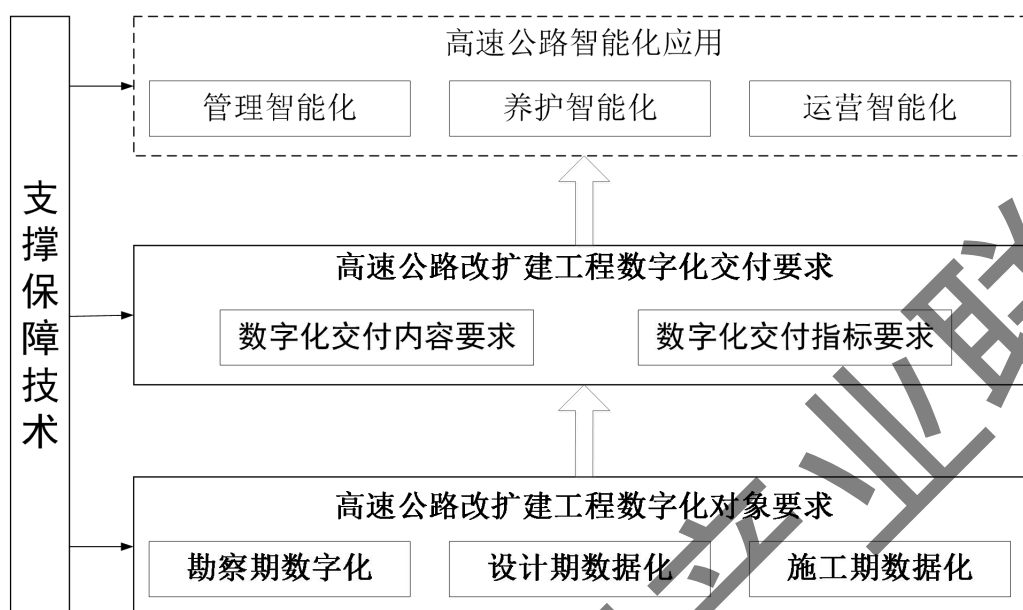 支撑保障技术
高速公路智能化应用
管理智能化
养护智能化
运营智能化
高速公路改扩建工程数字化交付要求
数字化交付内容要求
数字化交付指标要求
高速公路改扩建工程数字化对象要求
勘察期数字化
设计期数据化
施工期数据化